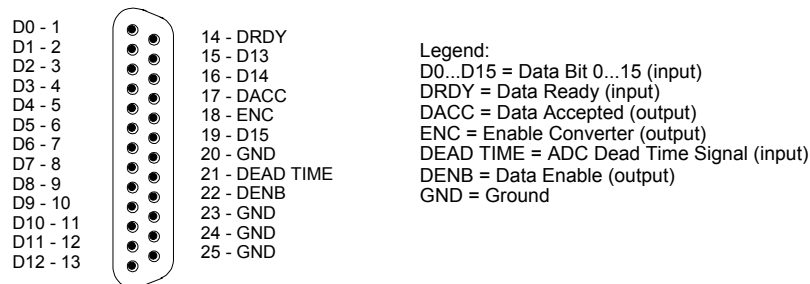 D0 - 1
D1 - 2
D2 - 3
D3 - 4
D4 - 5
D5 - 6
D6 - 7
D7 - 8
D8 - 9
D9 - 10
D10 - 11
D11 - 12
D12 - 13
14 - DRDY
15 - D13
16 - D14
17 - DACC
18 - ENC
19 - D15
20 - GND
21 - DEAD TIME
22 - DENB
23 - GND
24 - GND
25 - GND
Legend:
D0...D15 = Data Bit 0...15 (input)
DRDY = Data Ready (input)
DACC = Data Accepted (output)
ENC = Enable Converter (output)
DEAD TIME = ADC Dead Time Signal (input)
DENB = Data Enable (output)
GND = Ground